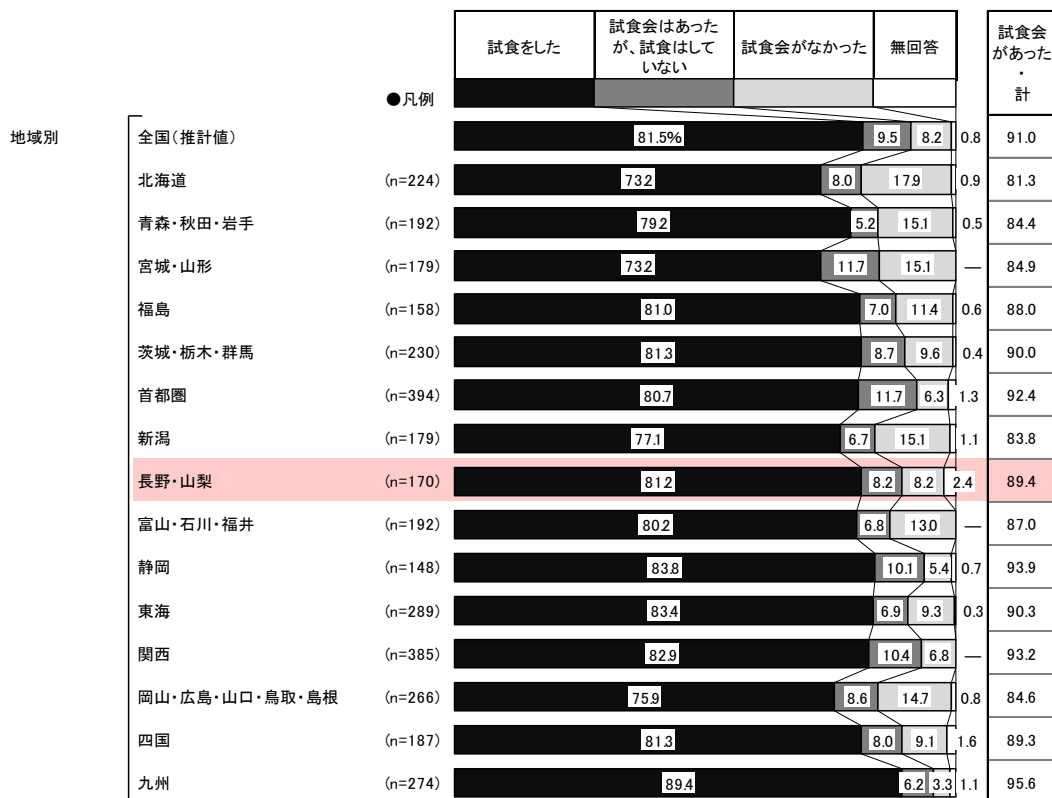 試食をした 試食会はあったが、試食はしていない 試食会がなかった 無回答 試食会があった・計
●凡例
地域別 全国(推計値) 81.5% 9.5 8.2 0.8 91.0
北海道 (n=224) 73.2 8.0 17.9 0.9 81.3
青森・秋田・岩手 (n=192) 79.2 5.2 15.1 0.5 84.4
宮城・山形 (n=179) 73.2 11.7 15.1 — 84.9
福島 (n=158) 81.0 7.0 11.4 0.6 88.0
茨城・栃木・群馬 (n=230) 81.3 8.7 9.6 0.4 90.0
首都圏 (n=394) 80.7 11.7 6.3 1.3 92.4
新潟 (n=179) 77.1 6.7 15.1 1.1 83.8
長野・山梨 (n=170) 81.2 8.2 8.2 2.4 89.4
富山・石川・福井 (n=192) 80.2 6.8 13.0 — 87.0
静岡 (n=148) 83.8 10.1 5.4 0.7 93.9
東海 (n=289) 83.4 6.9 9.3 0.3 90.3
関西 (n=385) 82.9 10.4 6.8 — 93.2
岡山・広島・山口・鳥取・島根 (n=266) 75.9 8.6 14.7 0.8 84.6
四国 (n=187) 81.3 8.0 9.1 1.6 89.3
九州 (n=274) 89.4 6.2 3.3 1.1 95.6